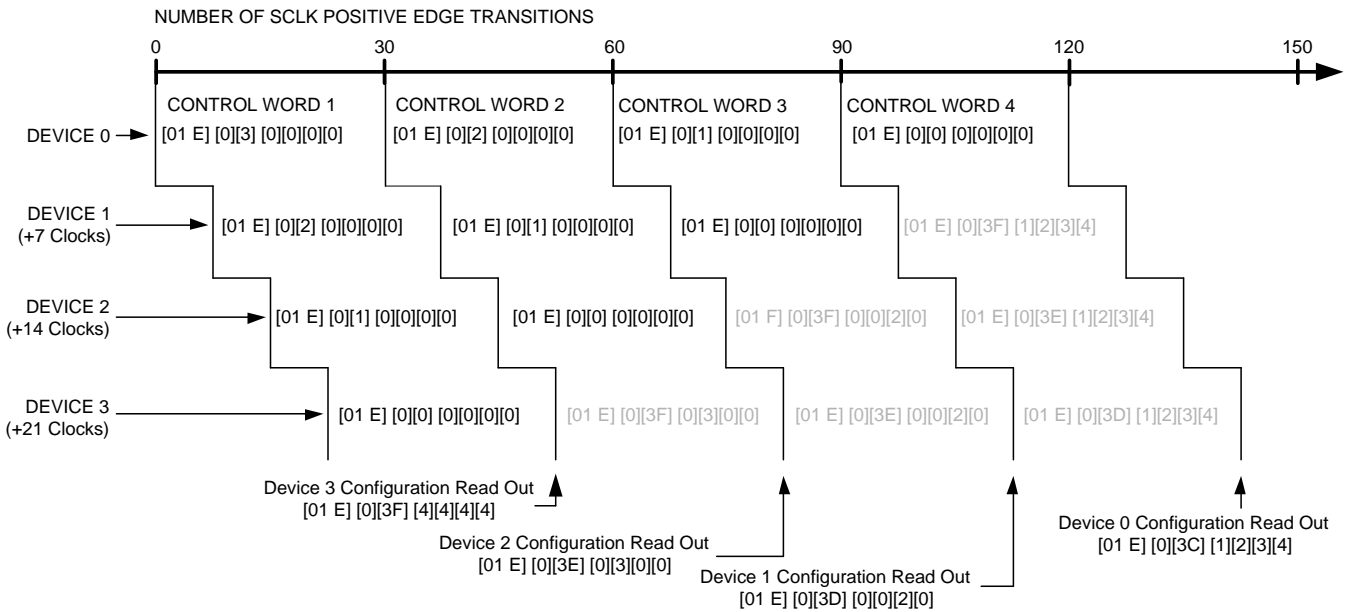 NUMBER OF SCLK POSITIVE EDGE TRANSITIONS
0 30 60 90 120 150
CONTROL WORD 1 CONTROL WORD 2 CONTROL WORD 3 CONTROL WORD 4
DEVICE 0 [01 E] [0][3] [0][0][0][0] [01 E] [0][2] [0][0][0][0] [01 E] [0][1] [0][0][0][0] [01 E] [0][0] [0][0][0][0]
DEVICE 1
(+7 Clocks)
[01 E] [0][2] [0][0][0][0] [01 E] [0][1] [0][0][0][0] [01 E] [0][0] [0][0][0][0] [01 E] [0][3F] [1][2][3][4]
DEVICE 2
(+14 Clocks)
[01 E] [0][1] [0][0][0][0] [01 E] [0][0] [0][0][0][0] [01 F] [0][3F] [0][0][2][0] [01 E] [0][3E] [1][2][3][4]
DEVICE 3
(+21 Clocks)
[01 E] [0][0] [0][0][0][0] [01 E] [0][3F] [0][3][0][0] [01 E] [0][3E] [0][0][2][0] [01 E] [0][3D] [1][2][3][4]
Device 3 Configuration Read Out
[01 E] [0][3F] [4][4][4][4]
Device 2 Configuration Read Out
[01 E] [0][3E] [0][3][0][0]
Device 1 Configuration Read Out
[01 E] [0][3D] [0][0][2][0]
Device 0 Configuration Read Out
[01 E] [0][3C] [1][2][3][4]